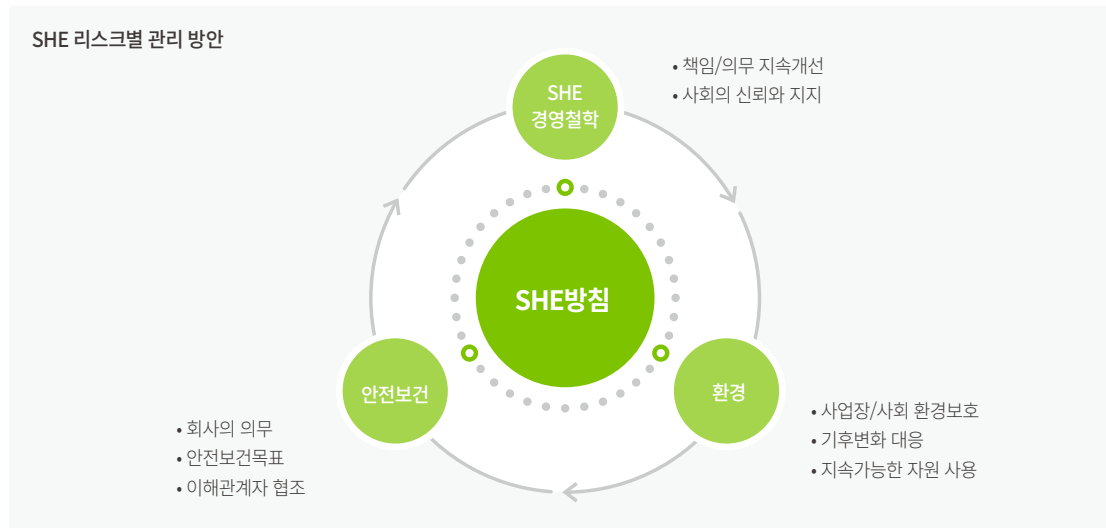 SHE 리스크별 관리 방안
SHE
경영철학
• 책임/의무 지속개선
• 사회의 신뢰와 지지
SHE방침
안전보건
• 회사의 의무
• 안전보건목표
• 이해관계자 협조
환경
• 사업장/사회 환경보호
• 기후변화 대응
• 지속가능한 자원 사용